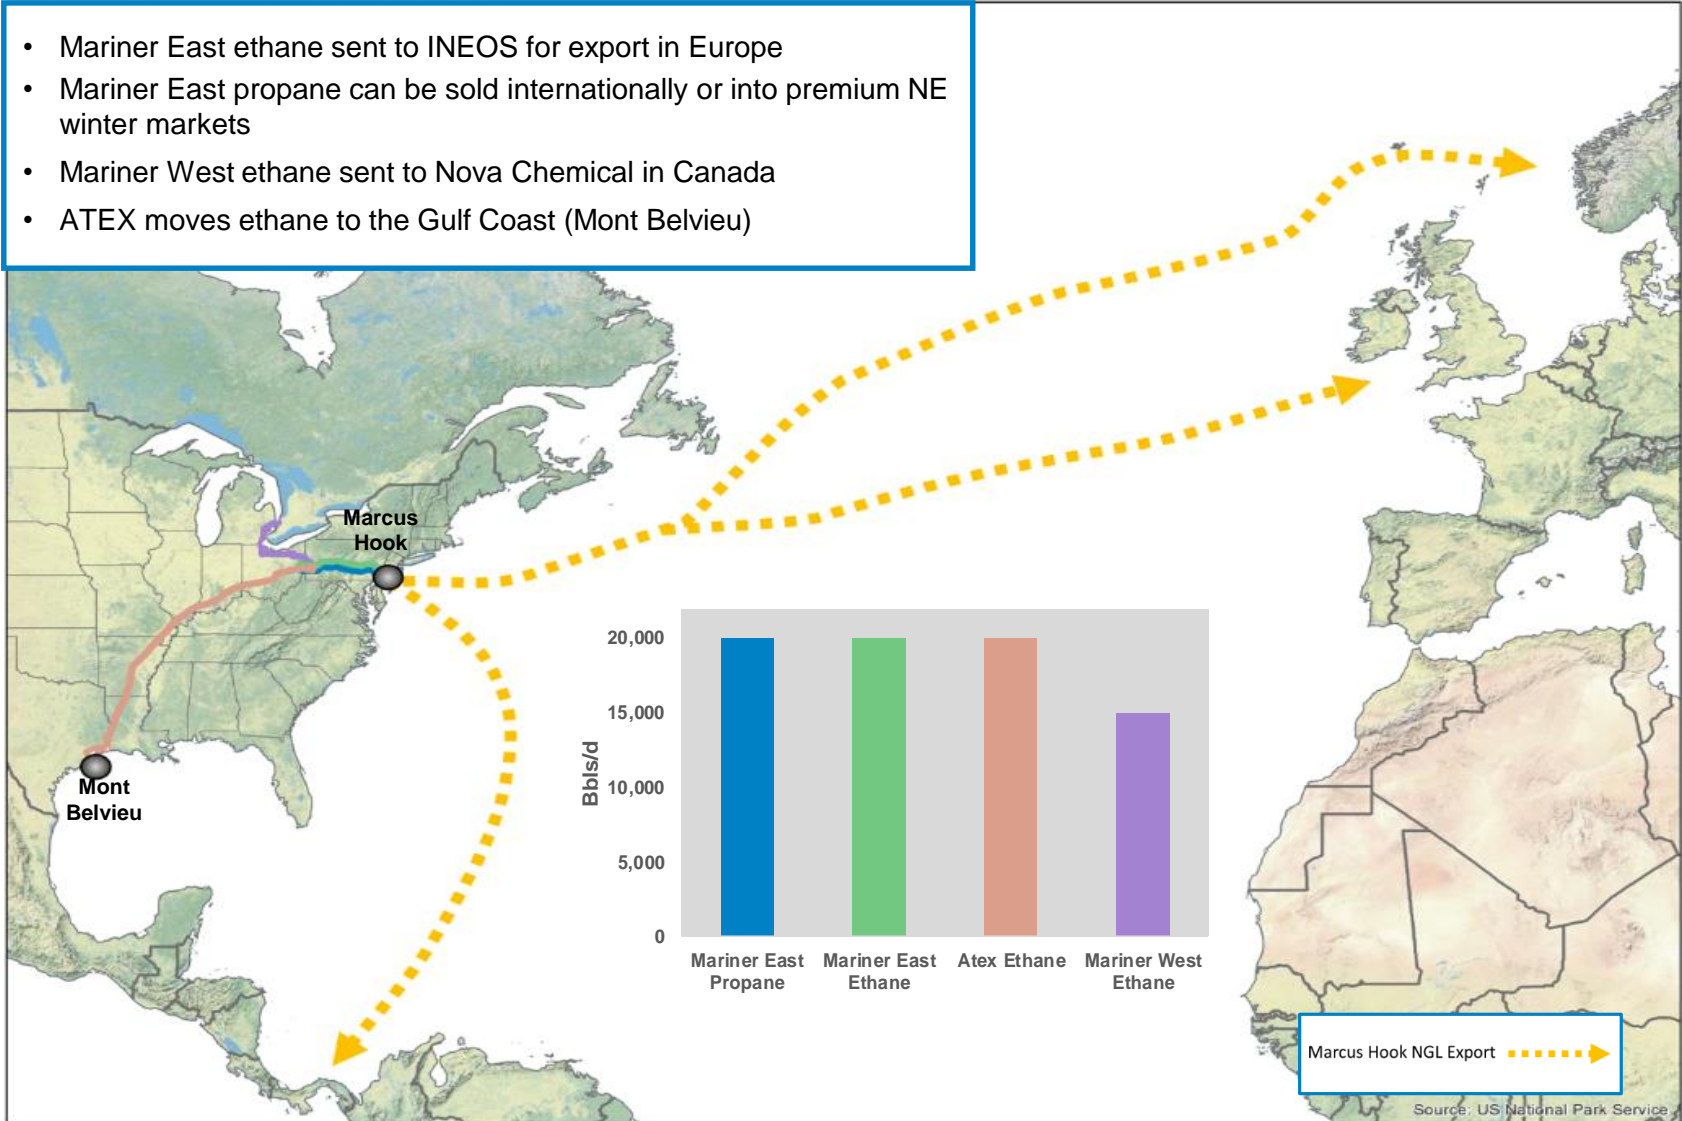 • Mariner East ethane sent to INEOS for export in Europe
• Mariner East propane can be sold internationally or into premium NE
winter markets
• Mariner West ethane sent to Nova Chemical in Canada
• ATEX moves ethane to the Gulf Coast (Mont Belvieu)
Marcus
Hook
Mont
Belvieu
20,000
15,000
10,000
5,000
0
Bbls/d
Mariner East
Propane
Mariner East
Ethane
Atex Ethane
Mariner West
Ethane
Marcus Hook NGL Export
Source: US National Park Service